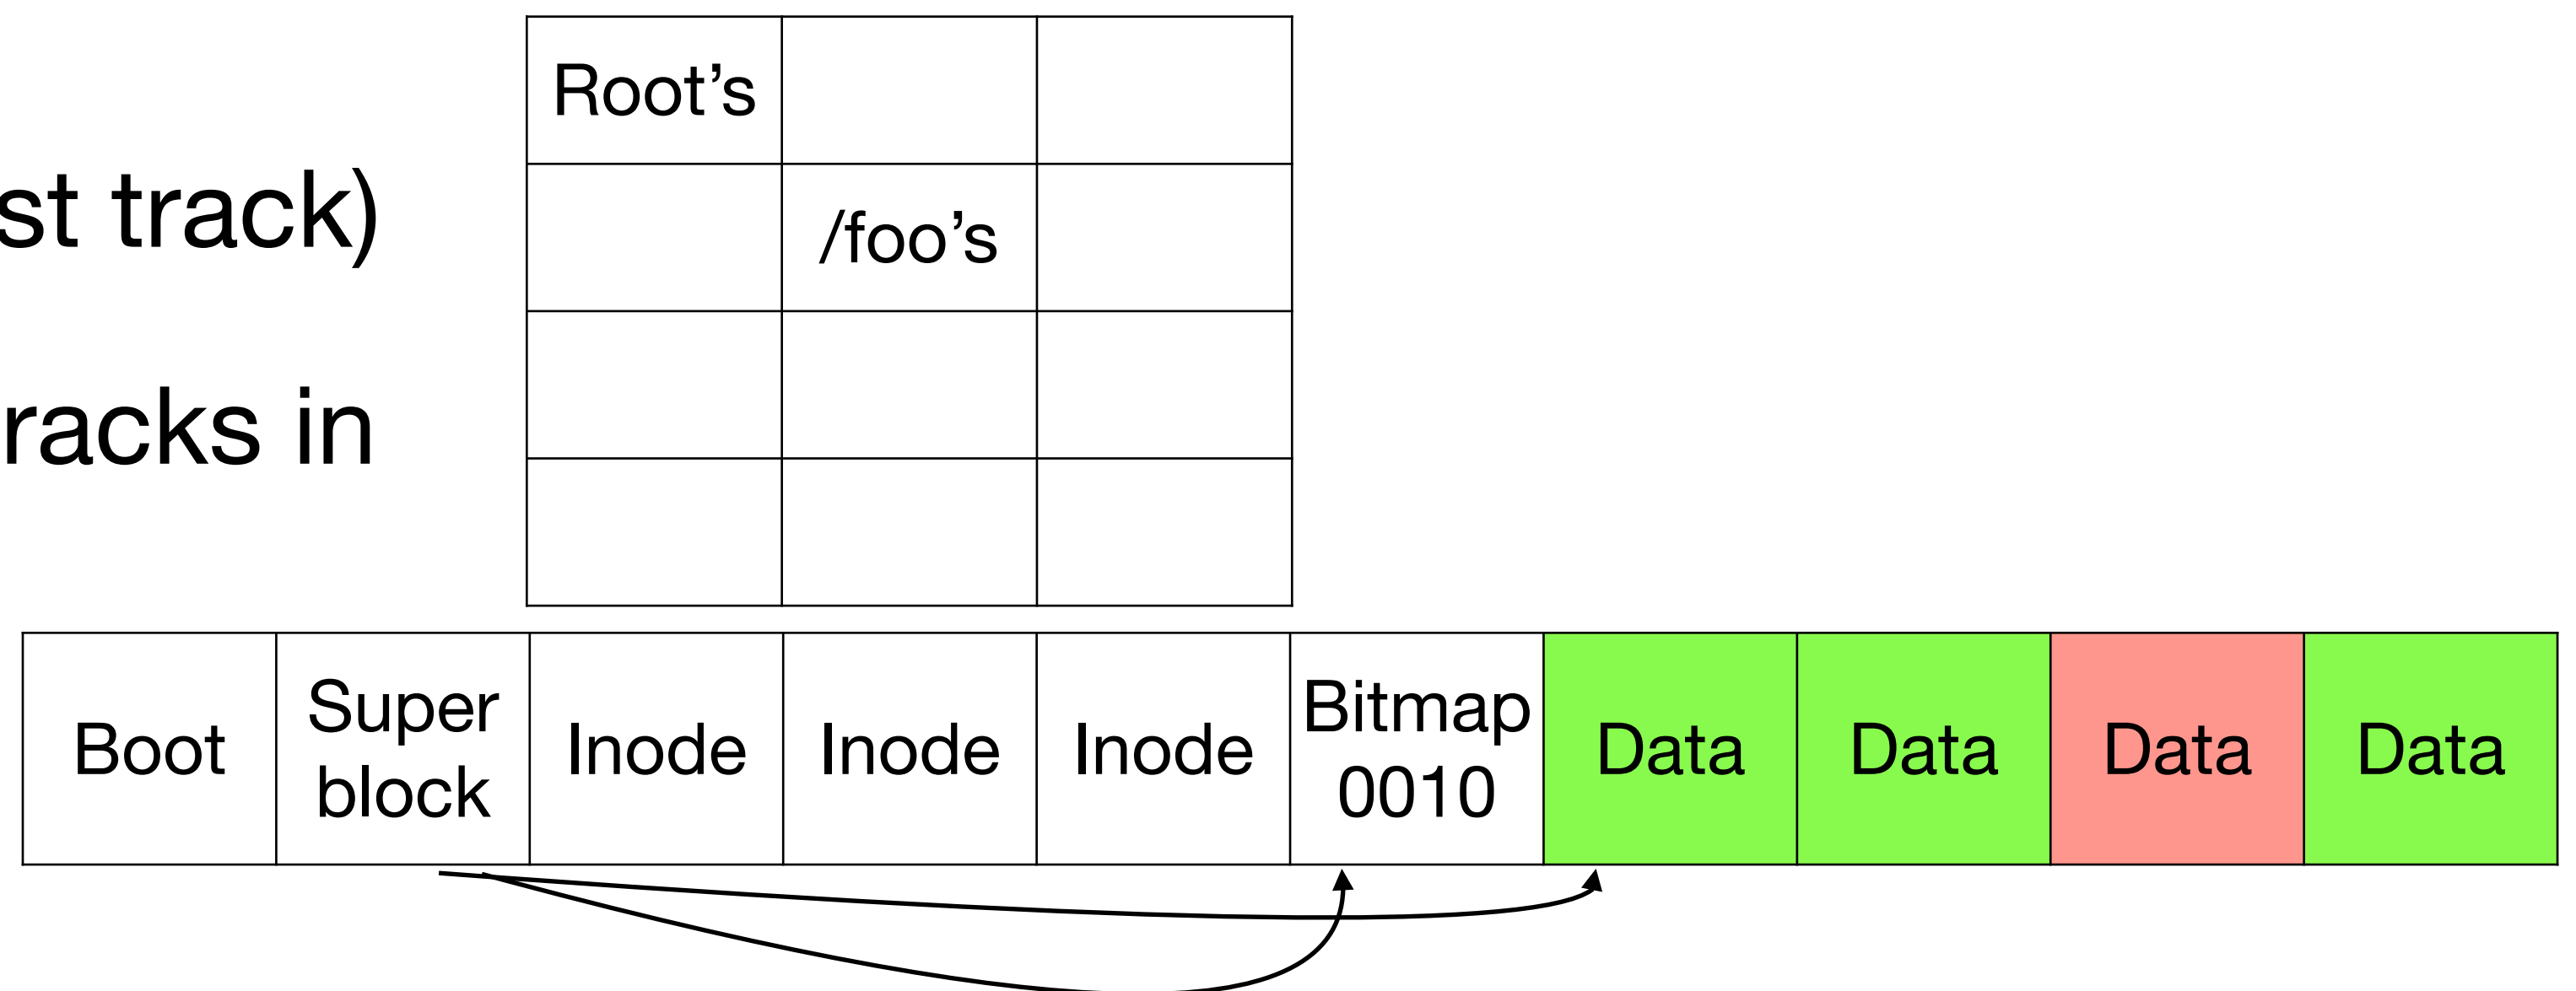 Root’s
st track)
/foo’s
racks in
Boot
Super
block
Inode
Inode
Inode
Bitmap
0010
Data
Data
Data
Data